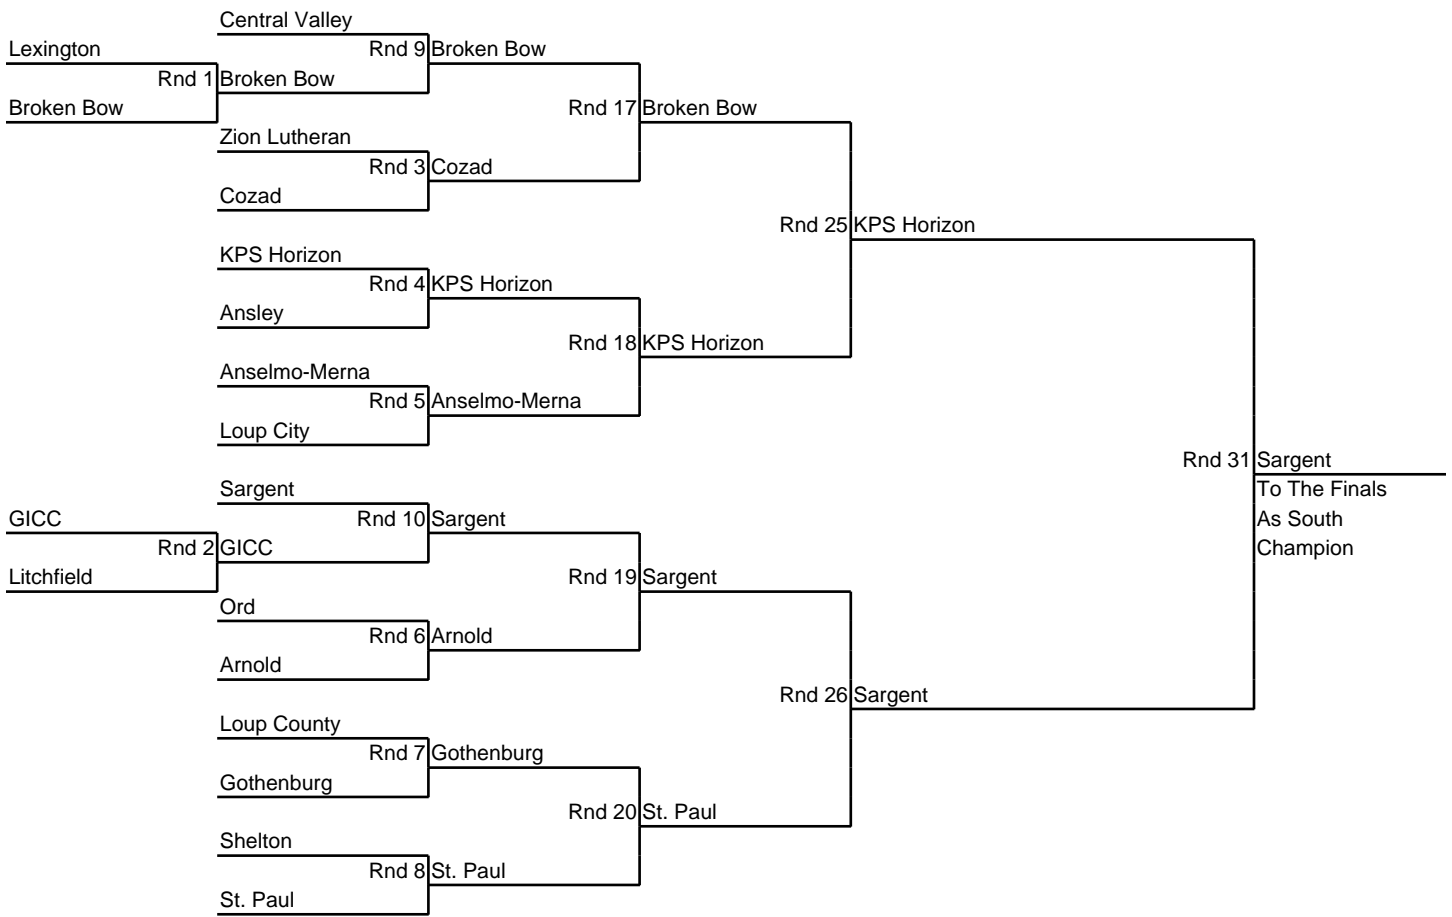 Central Valley
Lexington Rnd 9 Broken Bow
Rnd 1 Broken Bow
Broken Bow Rnd 17 Broken Bow
Zion Lutheran
Rnd 3 Cozad
Cozad
Rnd 25 KPS Horizon
KPS Horizon
Rnd 4 KPS Horizon
Ansley
Rnd 18 KPS Horizon
Anselmo-Merna
Rnd 5 Anselmo-Merna
Loup City
Rnd 31 Sargent
Sargent To The Finals
GICC Rnd 10 Sargent As South
Rnd 2 GICC Champion
Litchfield Rnd 19 Sargent
Ord
Rnd 6 Arnold
Arnold
Rnd 26 Sargent
Loup County
Rnd 7 Gothenburg
Gothenburg
Rnd 20 St. Paul
Shelton
Rnd 8 St. Paul
St. Paul